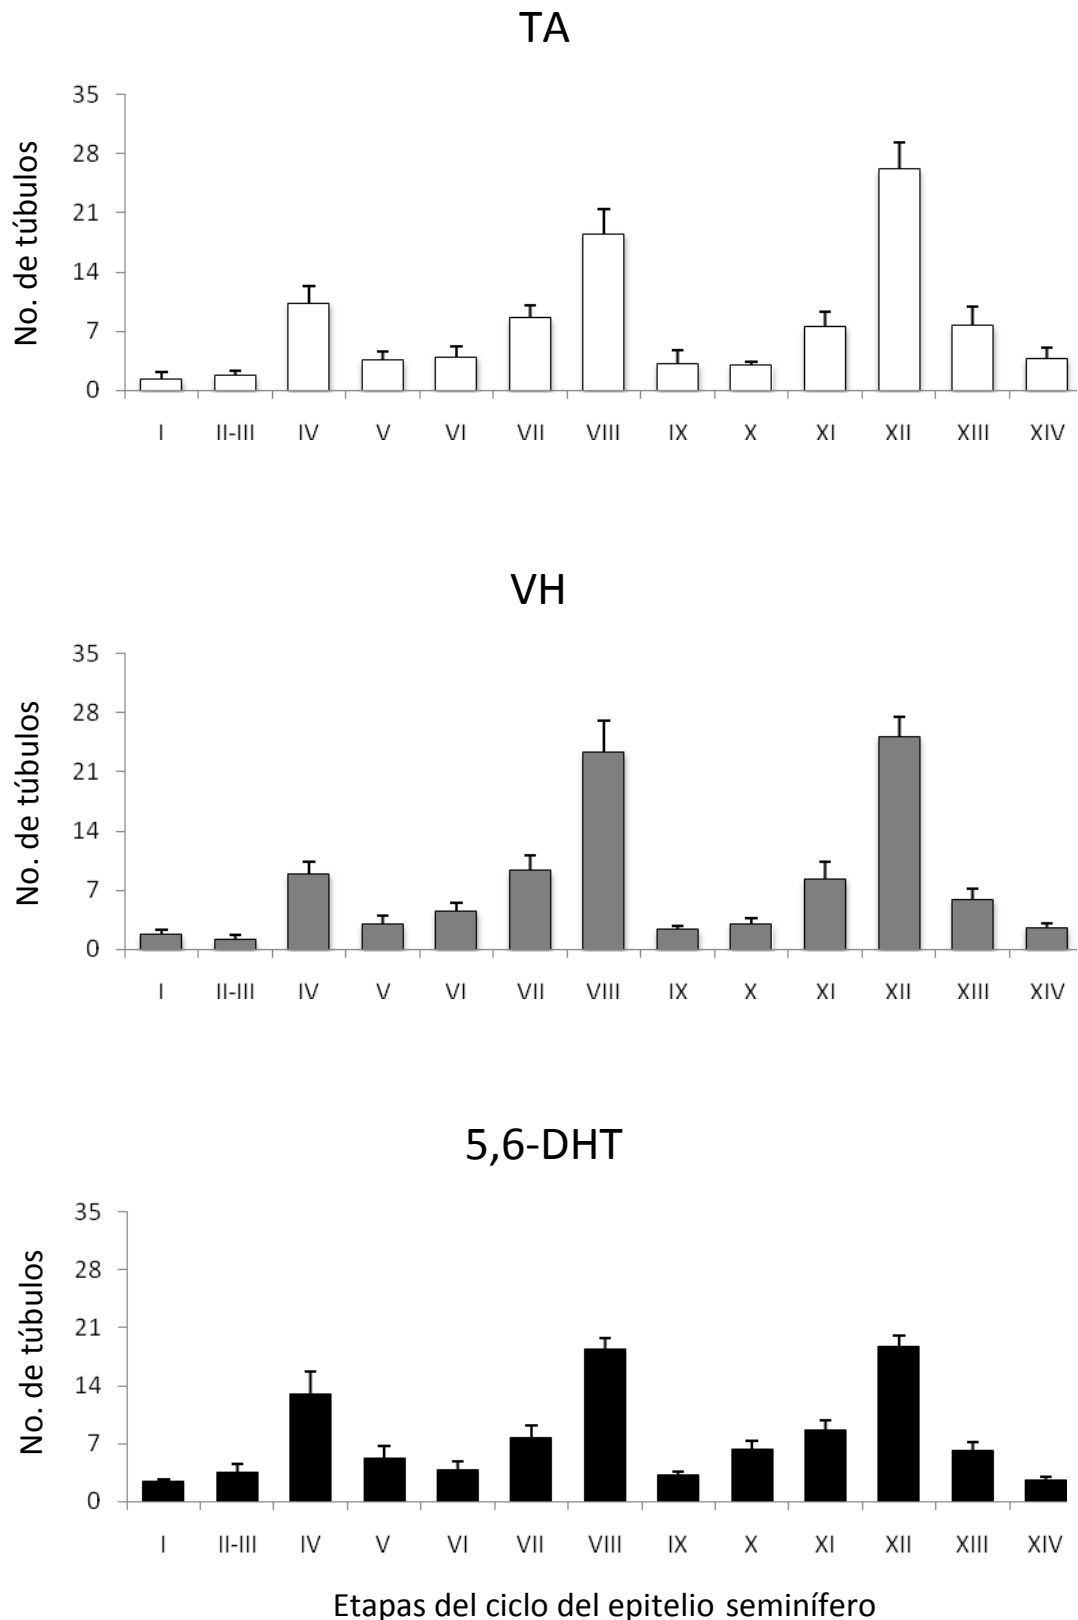 TA
35
28
21
14
7
0
No. de túbulos
I II-III IV V VI VII VIII IX X XI XII XIII XIV
VH
35
28
21
14
7
0
No. de túbulos
I II-III IV V VI VII VIII IX X XI XII XIII XIV
5,6-DHT
35
28
21
14
7
0
No. de túbulos
I II-III IV V VI VII VIII IX X XI XII XIII XIV
Etapas del ciclo del epitelio seminífero